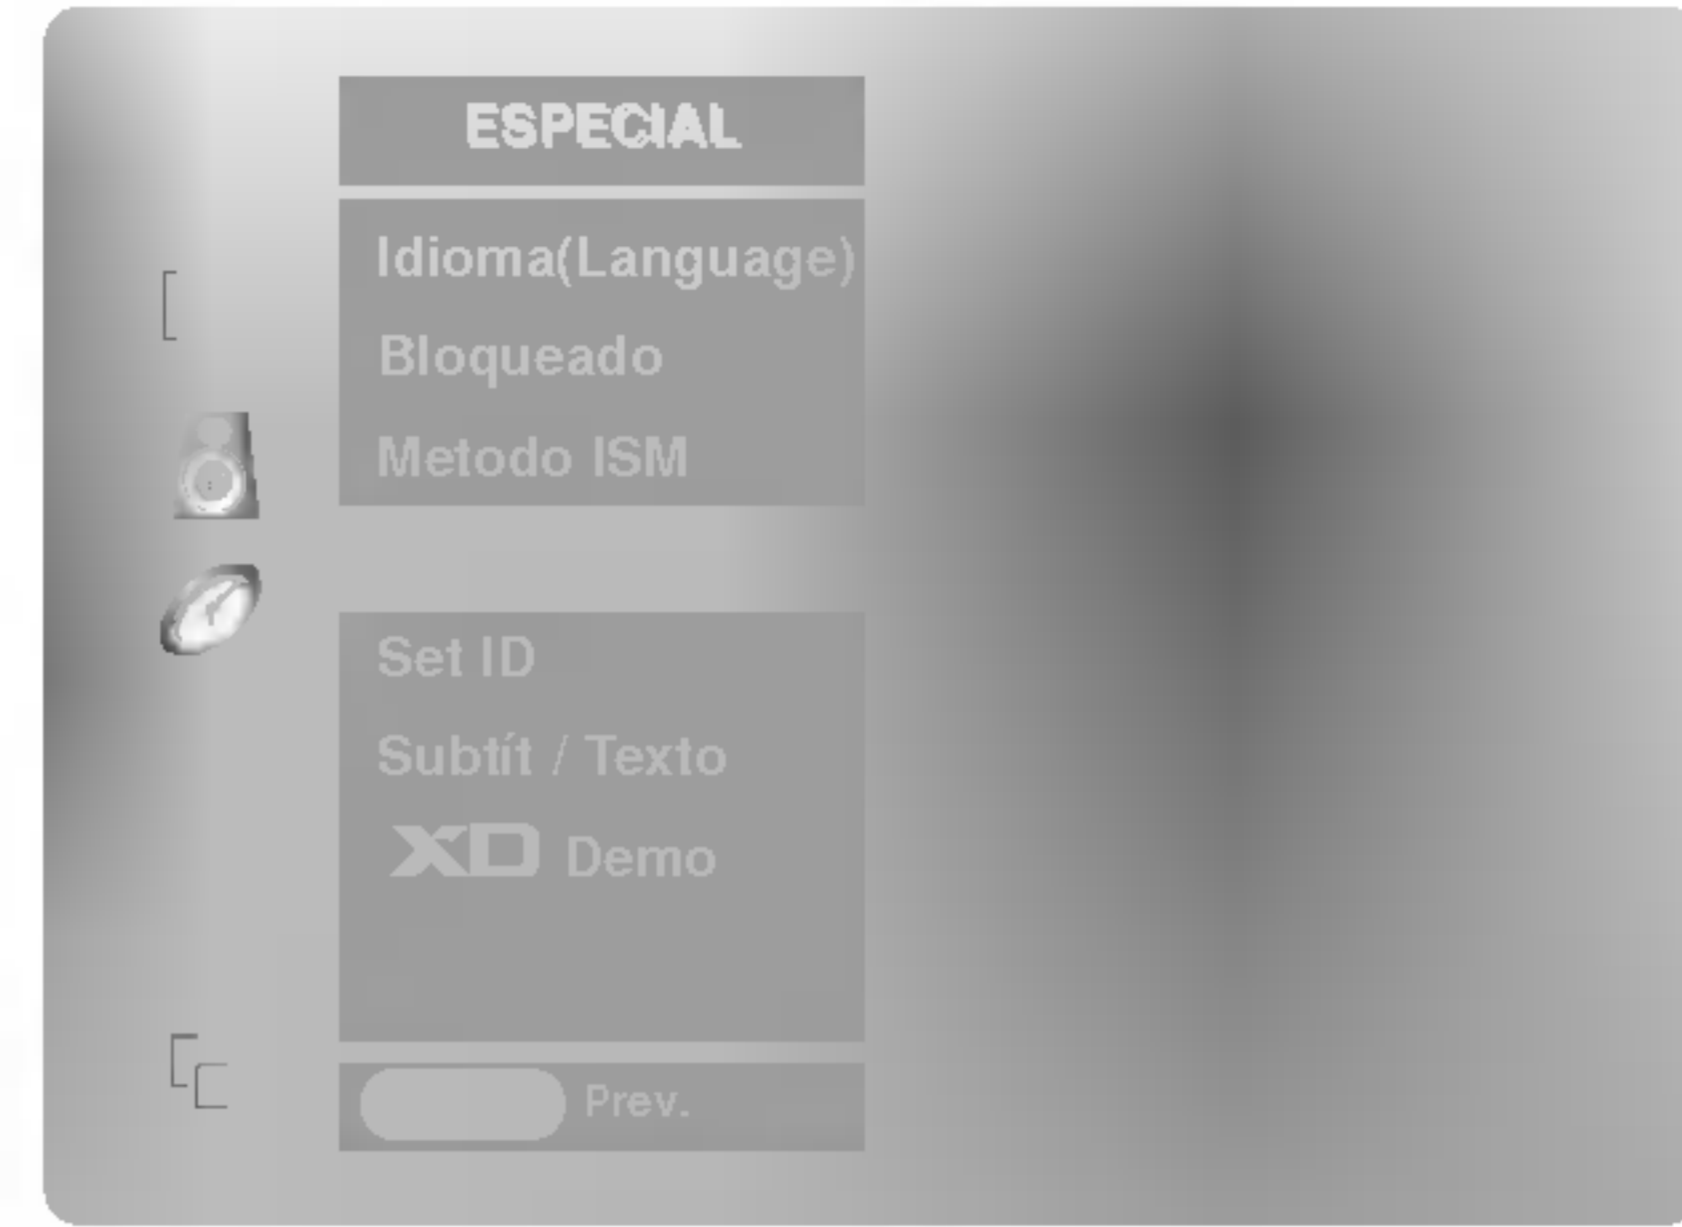 ESPECIAL
Idioma(Language)
Bloqueado
Metodo ISM
Set ID
Subtít / Texto
XD Demo
Prev.